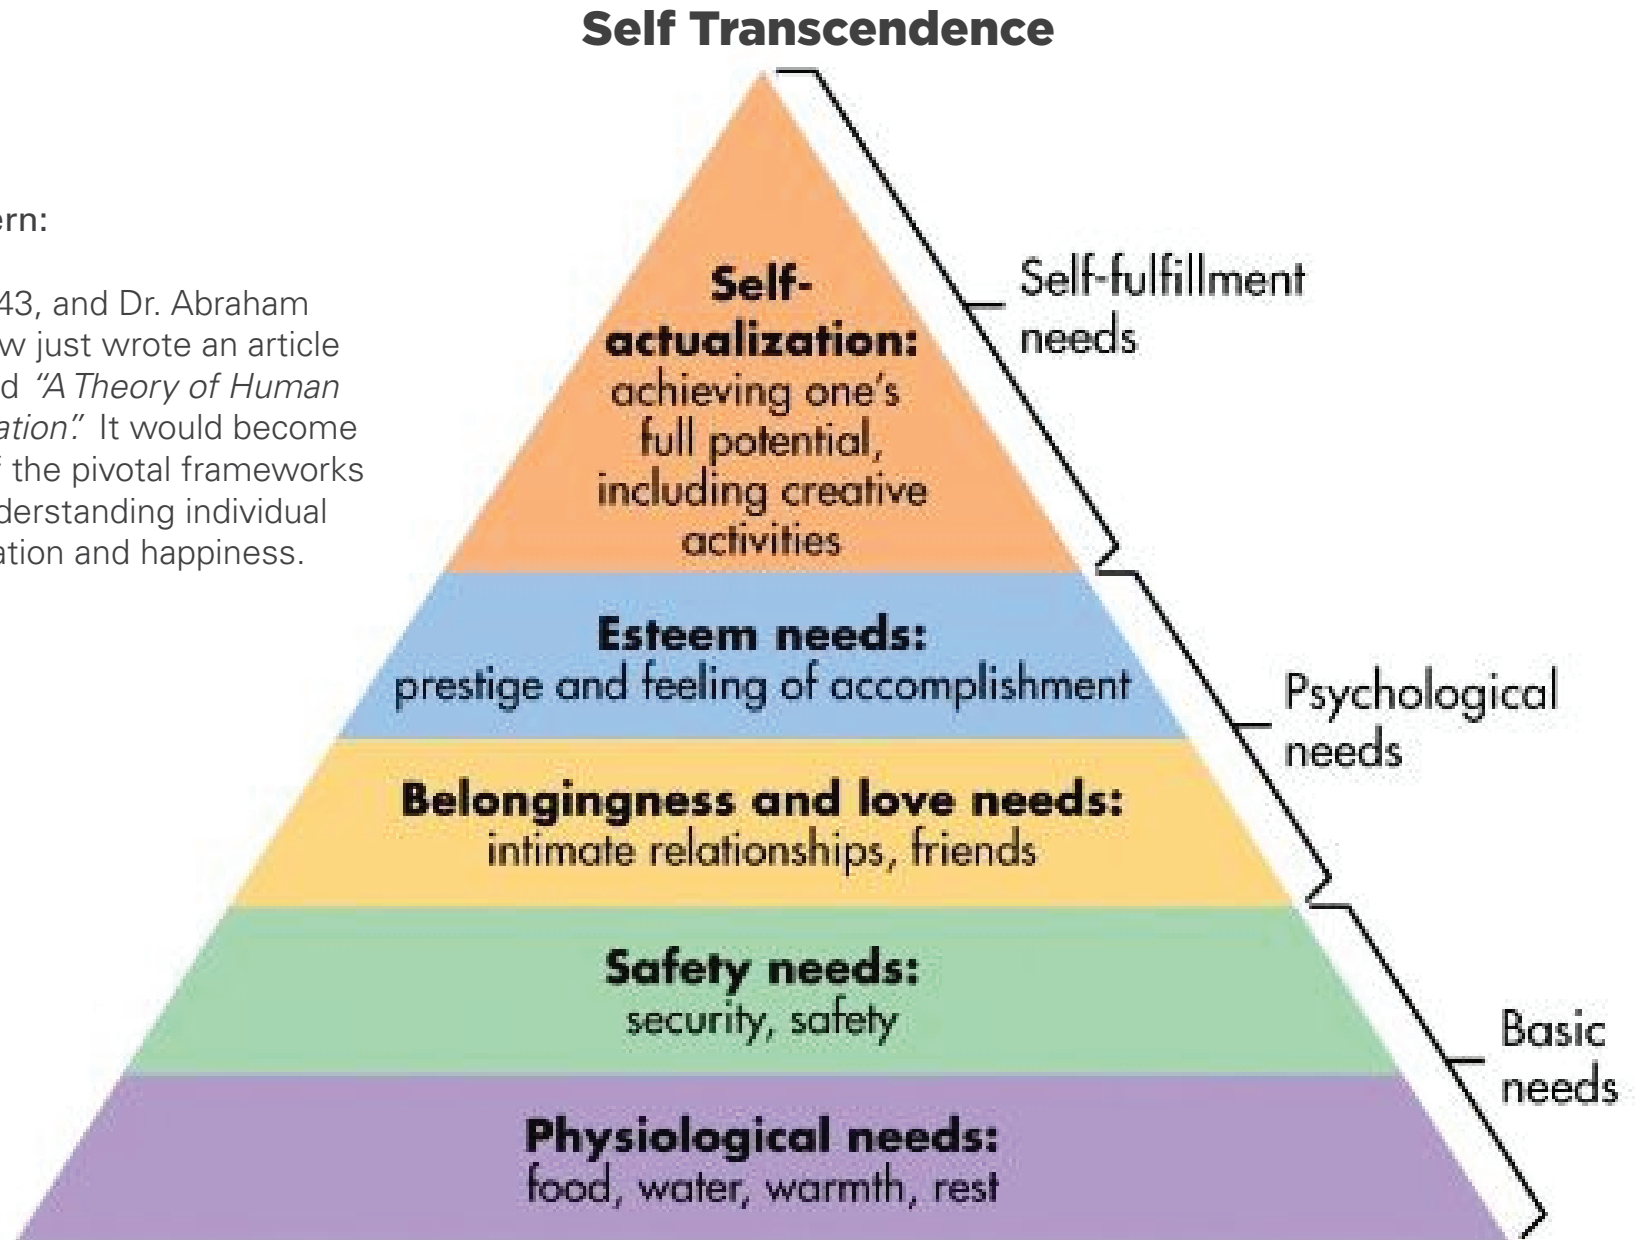 Self Transcendence
ern:
43, and Dr. Abraham
w just wrote an article
d “A Theory of Human
ation”. It would become
f the pivotal frameworks
derstanding individual
ation and happiness.
Self-
actualization:
achieving one’s
full potential,
including creative
activities
Self-fulfillment
needs
Esteem needs:
prestige and feeling of accomplishment
Belongingness and love needs:
intimate relationships, friends
Psychological
needs
Safety needs:
security, safety
Physiological needs:
food, water, warmth, rest
Basic
needs